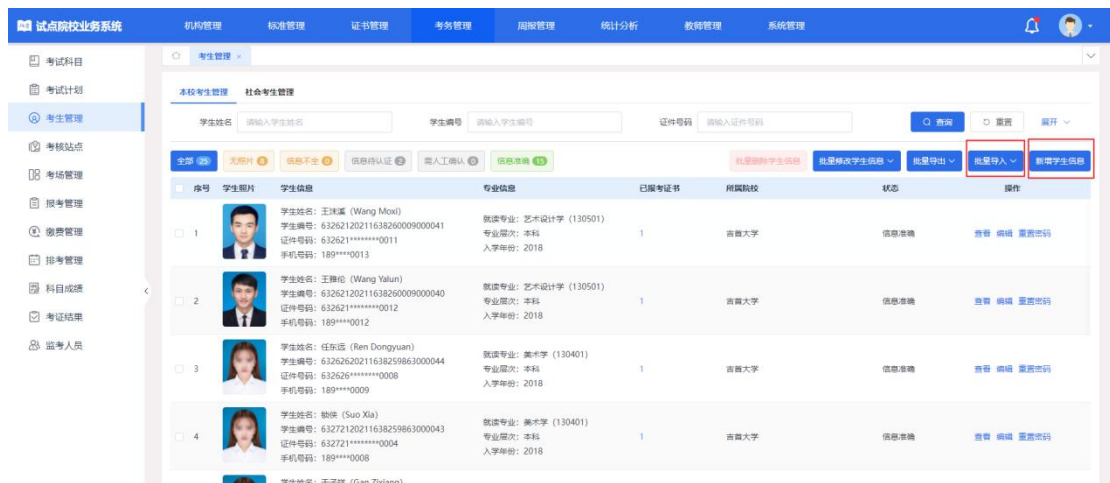 试点院校业务系统 机构管理 标准管理 证书管理 考务管理 周报管理 统计分析 教师管理 系统管理
考试科目
考试计划
考生管理
考核站点
考场管理
报考管理
缴费管理
排考管理
科目成绩
考证结果
监考人员
考生管理 ×
本校考生管理 社会考生管理
学生姓名 请输入学生姓名 学生编号 请输入学生编号 证件号码 请输入证件号码 查询 重置 展开
全部 25 无照片 8 信息不全 0 信息待认证 2 需人工确认 0 信息准确 15 批量删除学生信息 批量修改学生信息 批量导出 批量导入 新增学生信息
序号 学生照片 学生信息 专业信息 已报考证书 所属院校 状态 操作
学生姓名：王沫溪 (Wang Moxi)
学生编号：63262120211638260009000041
证件号码：632621********0011
手机号码：189****0013
就读专业：艺术设计学 (130501)
专业层次：本科
入学年份：2018
1 1 吉首大学 信息准确 查看 编辑 重置密码
学生姓名：王雅伦 (Wang Yalun)
学生编号：63262120211638260009000040
证件号码：632621********0012
手机号码：189****0012
就读专业：艺术设计学 (130501)
专业层次：本科
入学年份：2018
2 1 吉首大学 信息准确 查看 编辑 重置密码
学生姓名：任东远 (Ren Dongyuan)
学生编号：63262620211638259863000044
证件号码：632626********0008
手机号码：189****0009
就读专业：美术学 (130401)
专业层次：本科
入学年份：2018
3 1 吉首大学 信息准确 查看 编辑 重置密码
学生姓名：锁侠 (Suo Xia)
学生编号：63272120211638259863000043
证件号码：632721********0004
手机号码：189****0008
就读专业：美术学 (130401)
专业层次：本科
入学年份：2018
4 1 吉首大学 信息准确 查看 编辑 重置密码
(Gan Zixiang)